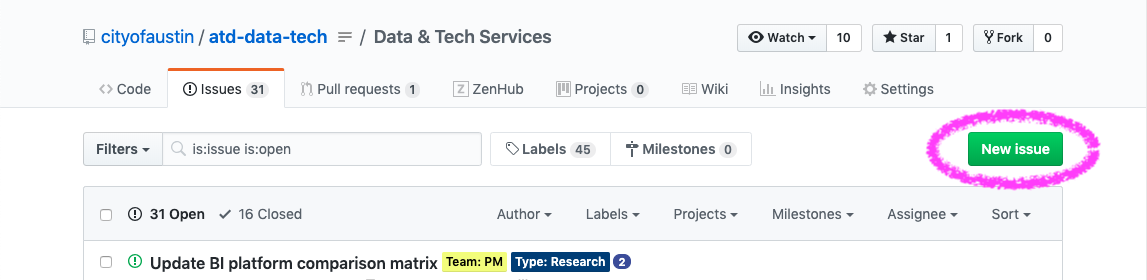 cityofaustin / atd-data-tech / Data & Tech Services Watch 10 Star 1 Fork 0
Code Issues 31 Pull requests 1 ZenHub Projects 0 Wiki Insights Settings
Filters is:issue is:open Labels 45 Milestones 0 New issue
31 Open 16 Closed Author Labels Projects Milestones Assignee Sort
Update BI platform comparison matrix Team: PM Type: Research 2